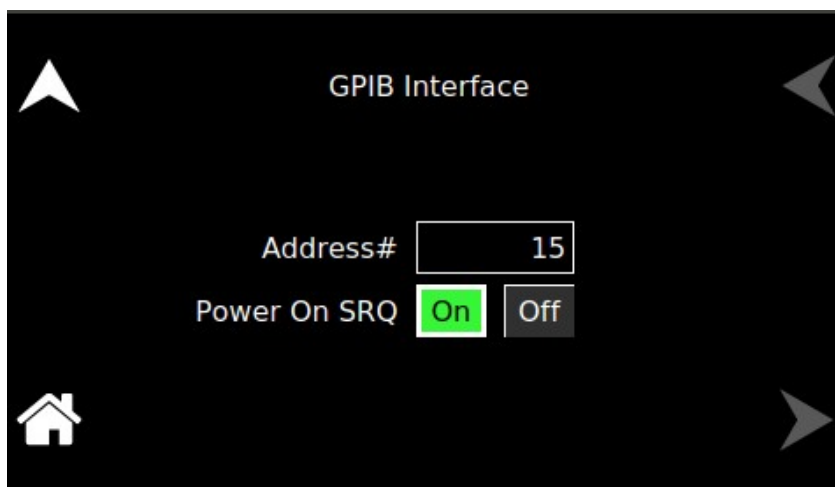 GPIB Interface
Address# 15
Power On SRQ On Off